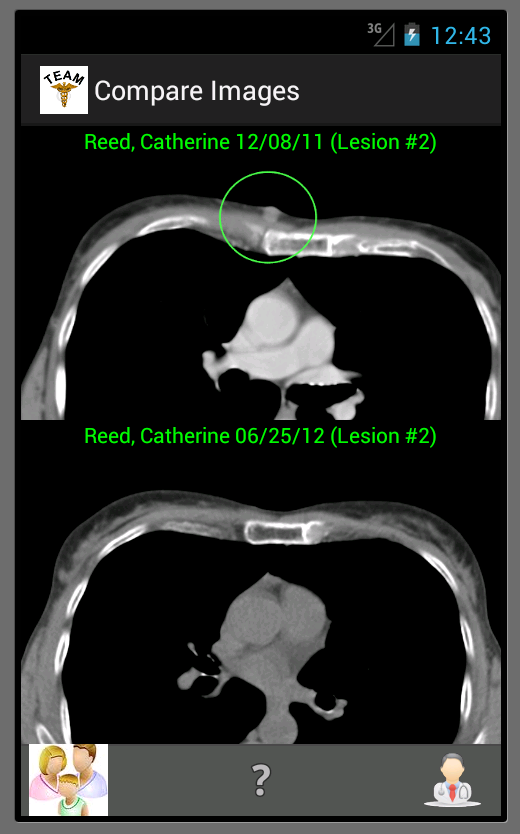 3G
12:43
TEAM
Compare Images
Reed, Catherine 12/08/11 (Lesion #2)
Reed, Catherine 06/25/12 (Lesion #2)
?